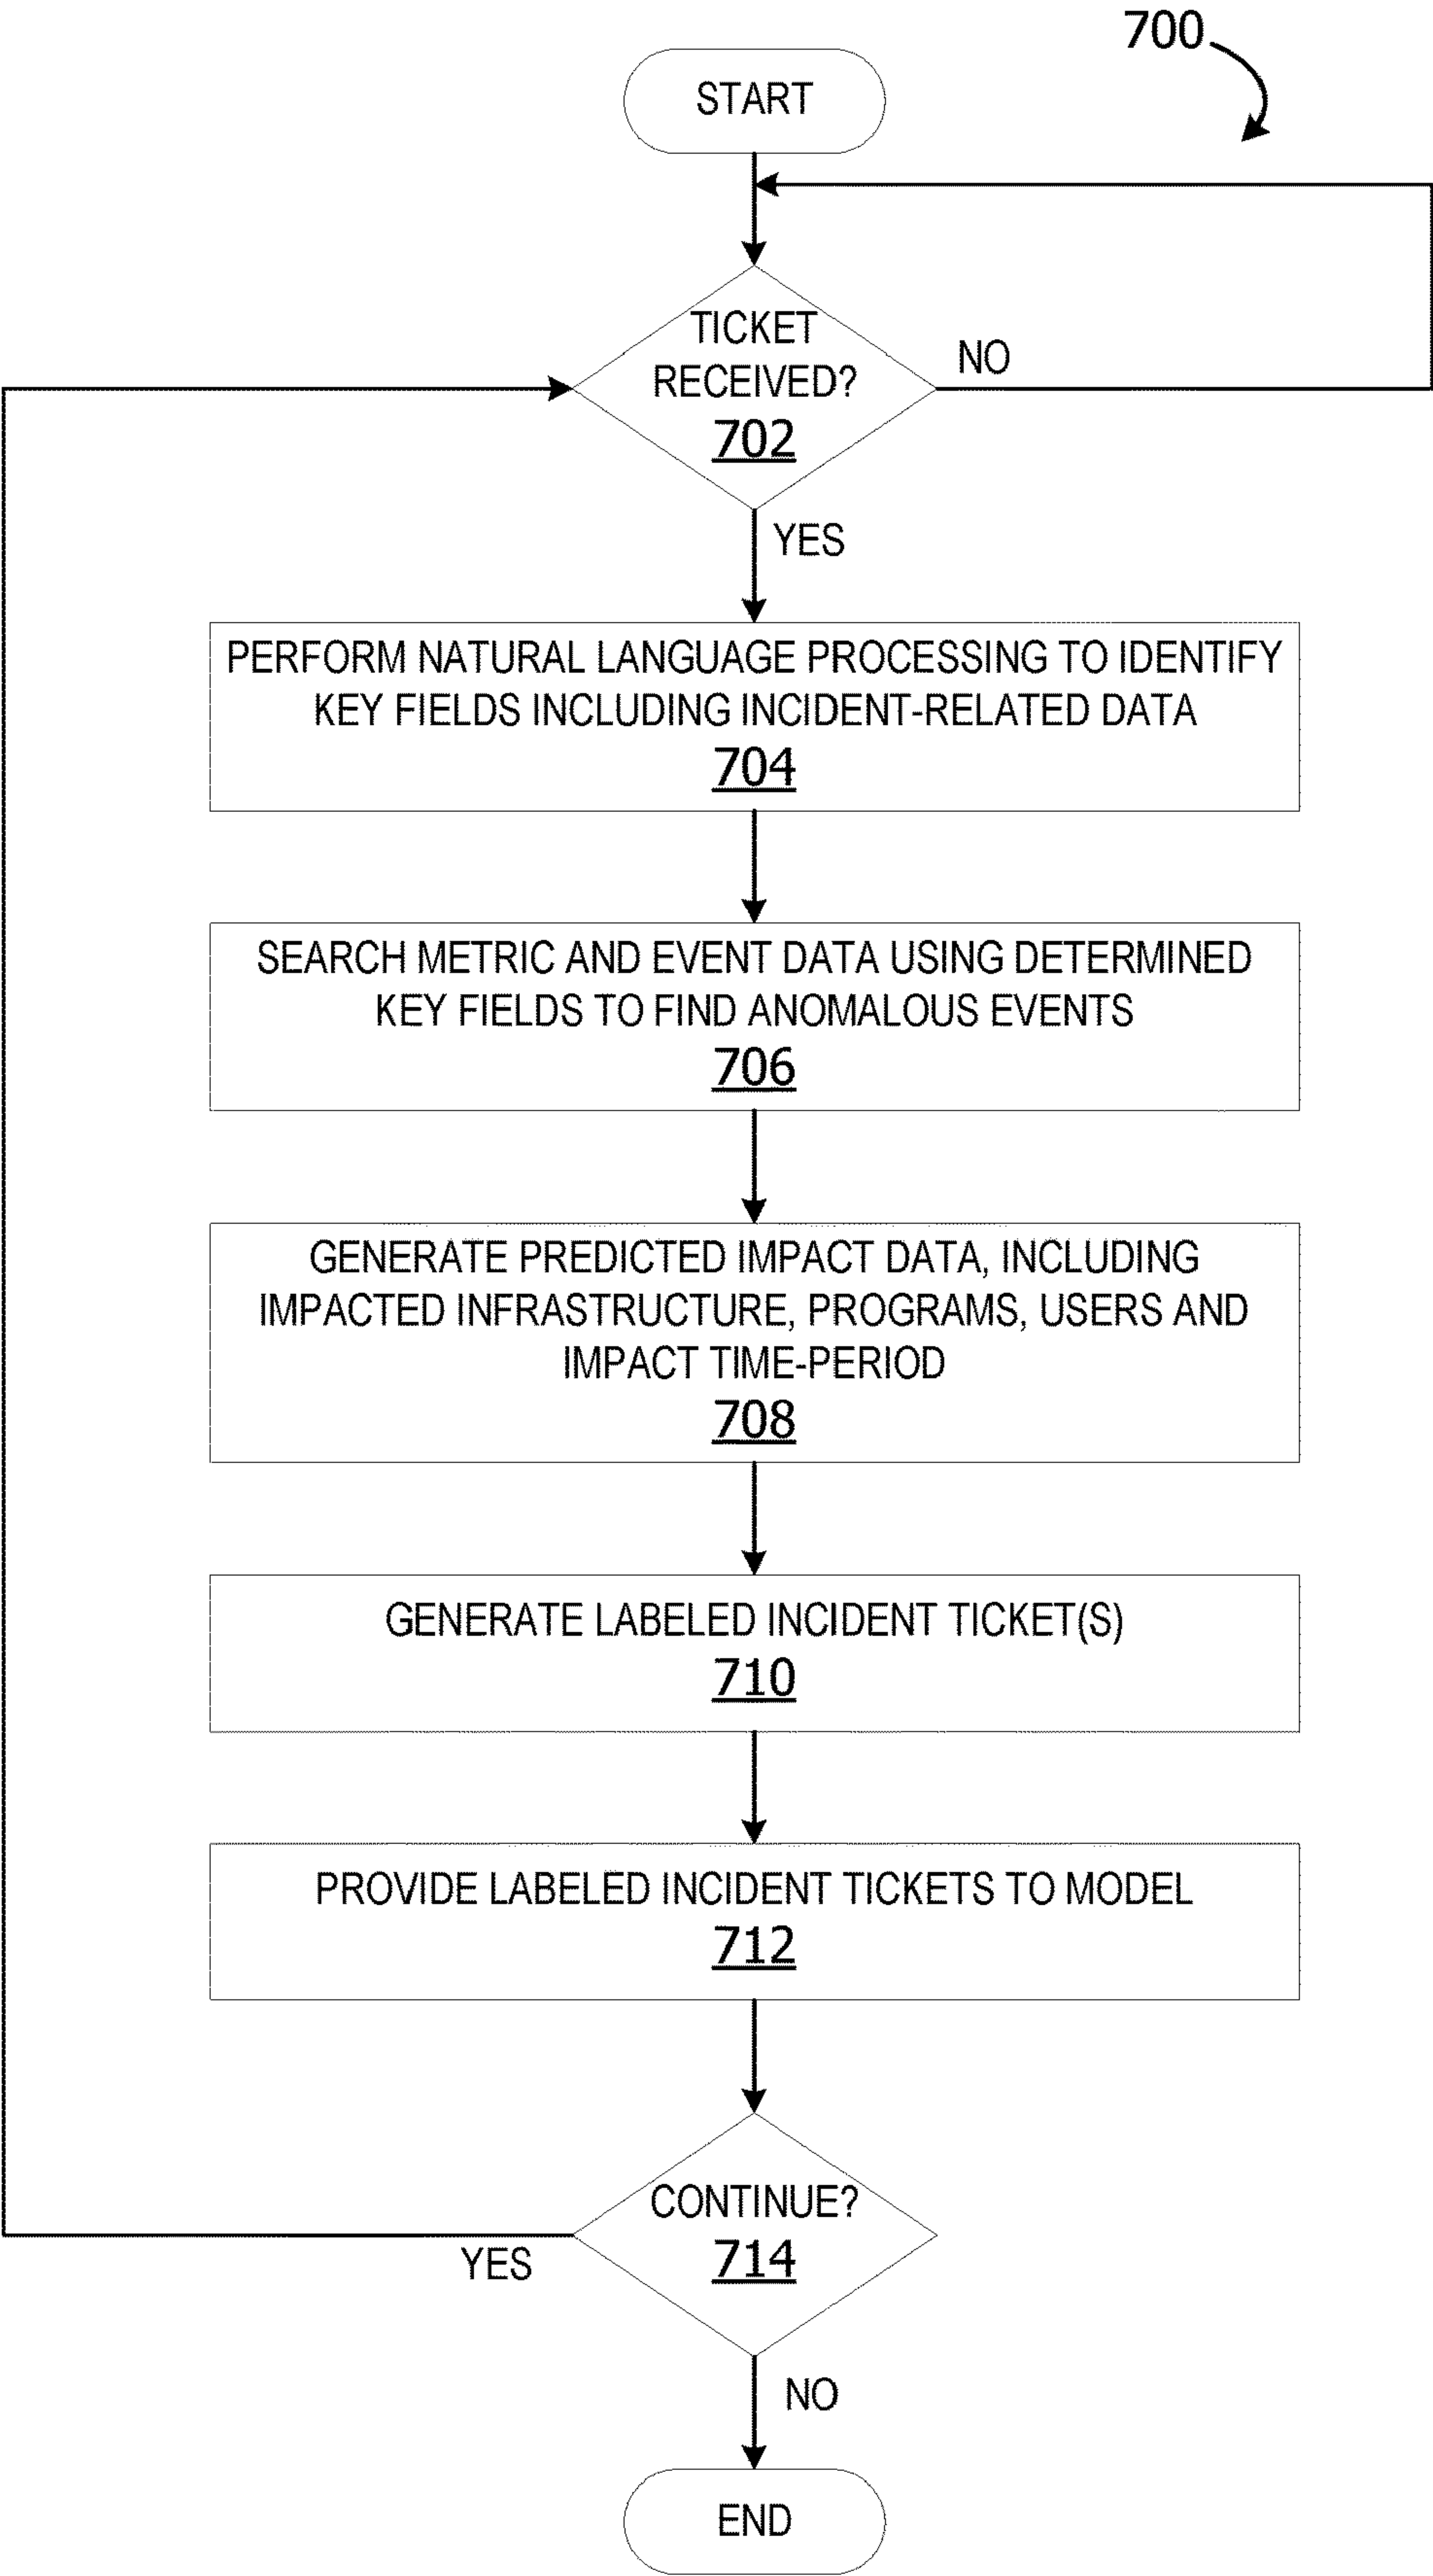 700
START
TICKET
RECEIVED?
702
NO
YES
PERFORM NATURAL LANGUAGE PROCESSING TO IDENTIFY
KEY FIELDS INCLUDING INCIDENT-RELATED DATA
704
SEARCH METRIC AND EVENT DATA USING DETERMINED
KEY FIELDS TO FIND ANOMALOUS EVENTS
706
GENERATE PREDICTED IMPACT DATA, INCLUDING
IMPACTED INFRASTRUCTURE, PROGRAMS, USERS AND
IMPACT TIME-PERIOD
708
GENERATE LABELED INCIDENT TICKET(S)
710
PROVIDE LABELED INCIDENT TICKETS TO MODEL
712
CONTINUE?
714
YES
NO
END